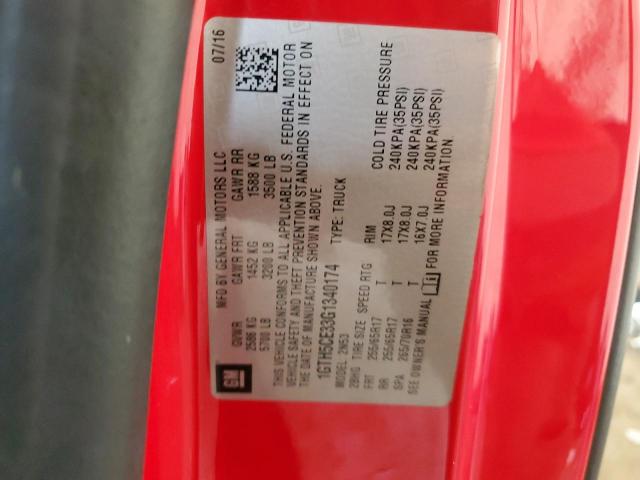 MFD BY GENERAL MOTORS LLC 07/16
GVWR GAWR FRT GAWR RR
2586 KG 1452 KG 1588 KG
5700 LB 3200 LB 3500 LB
THIS VEHICLE CONFORMS TO ALL APPLICABLE U.S. FEDERAL MOTOR
VEHICLE SAFETY AND THEFT PREVENTION STANDARDS IN EFFECT ON
THE DATE OF MANUFACTURE SHOWN ABOVE.
1GTH5CE33G1340174 TYPE: TRUCK
MODEL: 2N53
2BHG TIRE SIZE SPEED RTG RIM COLD TIRE PRESSURE
FRT 255/65R17 T 17X8.0J 240KPA(35PSI)
RR 255/65R17 T 17X8.0J 240KPA(35PSI)
SPA 265/70R16 T 16X7.0J 240KPA(35PSI)
SEE OWNER'S MANUAL FOR MORE INFORMATION
GM